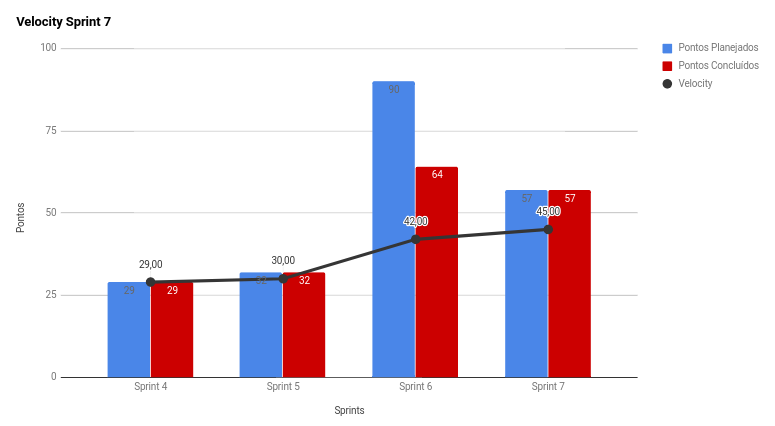 Velocity Sprint 7
Pontos Planejados
Pontos Concluídos
Velocity
Pontos
100
75
50
25
0
90
64
57
57
45,00
42,00
30,00
29,00
32
32
29
29
Sprint 4
Sprint 5
Sprint 6
Sprint 7
Sprints